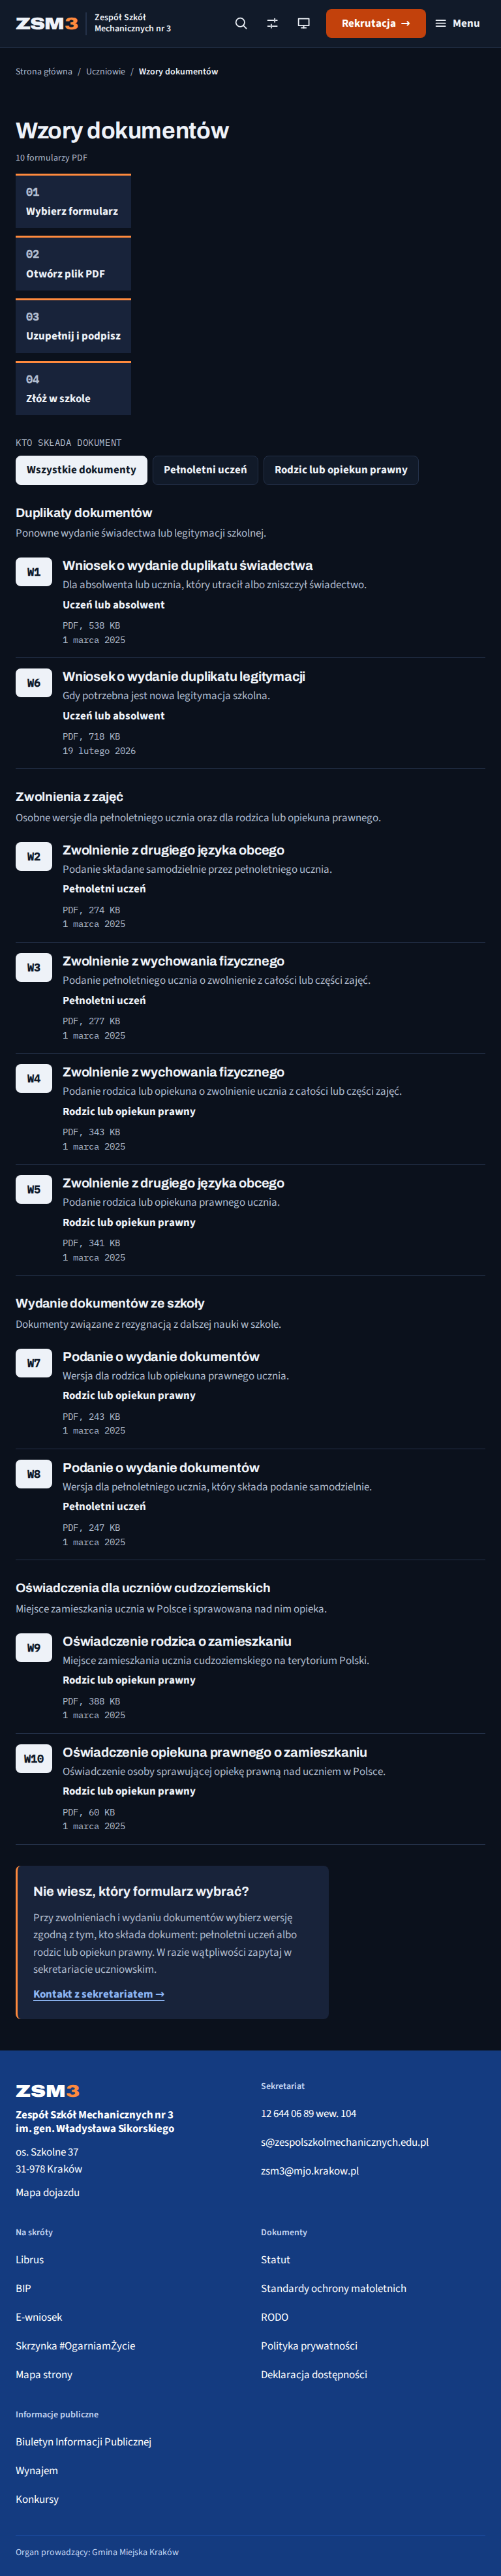 ZSM3
Zespół Szkół
Mechanicznych nr 3
Rekrutacja →
Menu
Strona główna / Uczniowie / Wzory dokumentów
Wzory dokumentów
10 formularzy PDF
01
Wybierz formularz
02
Otwórz plik PDF
03
Uzupełnij i podpisz
04
Złóż w szkole
KTO SKŁADA DOKUMENT
Wszystkie dokumenty
Pełnoletni uczeń
Rodzic lub opiekun prawny
Duplikaty dokumentów
Ponowne wydanie świadectwa lub legitymacji szkolnej.
W1
Wniosek o wydanie duplikatu świadectwa
Dla absolwenta lub ucznia, który utracił albo zniszczył świadectwo.
Uczeń lub absolwent
PDF, 538 KB
1 marca 2025
W6
Wniosek o wydanie duplikatu legitymacji
Gdy potrzebna jest nowa legitymacja szkolna.
Uczeń lub absolwent
PDF, 718 KB
19 lutego 2026
Zwolnienia z zajęć
Osobne wersje dla pełnoletniego ucznia oraz dla rodzica lub opiekuna prawnego.
W2
Zwolnienie z drugiego języka obcego
Podanie składane samodzielnie przez pełnoletniego ucznia.
Pełnoletni uczeń
PDF, 274 KB
1 marca 2025
W3
Zwolnienie z wychowania fizycznego
Podanie pełnoletniego ucznia o zwolnienie z całości lub części zajęć.
Pełnoletni uczeń
PDF, 277 KB
1 marca 2025
W4
Zwolnienie z wychowania fizycznego
Podanie rodzica lub opiekuna o zwolnienie ucznia z całości lub części zajęć.
Rodzic lub opiekun prawny
PDF, 343 KB
1 marca 2025
W5
Zwolnienie z drugiego języka obcego
Podanie rodzica lub opiekuna prawnego ucznia.
Rodzic lub opiekun prawny
PDF, 341 KB
1 marca 2025
Wydanie dokumentów ze szkoły
Dokumenty związane z rezygnacją z dalszej nauki w szkole.
W7
Podanie o wydanie dokumentów
Wersja dla rodzica lub opiekuna prawnego ucznia.
Rodzic lub opiekun prawny
PDF, 243 KB
1 marca 2025
W8
Podanie o wydanie dokumentów
Wersja dla pełnoletniego ucznia, który składa podanie samodzielnie.
Pełnoletni uczeń
PDF, 247 KB
1 marca 2025
Oświadczenia dla uczniów cudzoziemskich
Miejsce zamieszkania ucznia w Polsce i sprawowana nad nim opieka.
W9
Oświadczenie rodzica o zamieszkaniu
Miejsce zamieszkania ucznia cudzoziemskiego na terytorium Polski.
Rodzic lub opiekun prawny
PDF, 388 KB
1 marca 2025
W10
Oświadczenie opiekuna prawnego o zamieszkaniu
Oświadczenie osoby sprawującej opiekę prawną nad uczniem w Polsce.
Rodzic lub opiekun prawny
PDF, 60 KB
1 marca 2025
Nie wiesz, który formularz wybrać?
Przy zwolnieniach i wydaniu dokumentów wybierz wersję
zgodną z tym, kto składa dokument: pełnoletni uczeń albo
rodzic lub opiekun prawny. W razie wątpliwości zapytaj w
sekretariacie uczniowskim.
Kontakt z sekretariatem →
ZSM3
Zespół Szkół Mechanicznych nr 3
im. gen. Władysława Sikorskiego
os. Szkolne 37
31-978 Kraków
Mapa dojazdu
Sekretariat
12 644 06 89 wew. 104
s@zespolszkolmechanicznych.edu.pl
zsm3@mjo.krakow.pl
Na skróty
Librus
BIP
E-wniosek
Skrzynka #OgarniamŻycie
Mapa strony
Dokumenty
Statut
Standardy ochrony małoletnich
RODO
Polityka prywatności
Deklaracja dostępności
Informacje publiczne
Biuletyn Informacji Publicznej
Wynajem
Konkursy
Organ prowadzący: Gmina Miejska Kraków